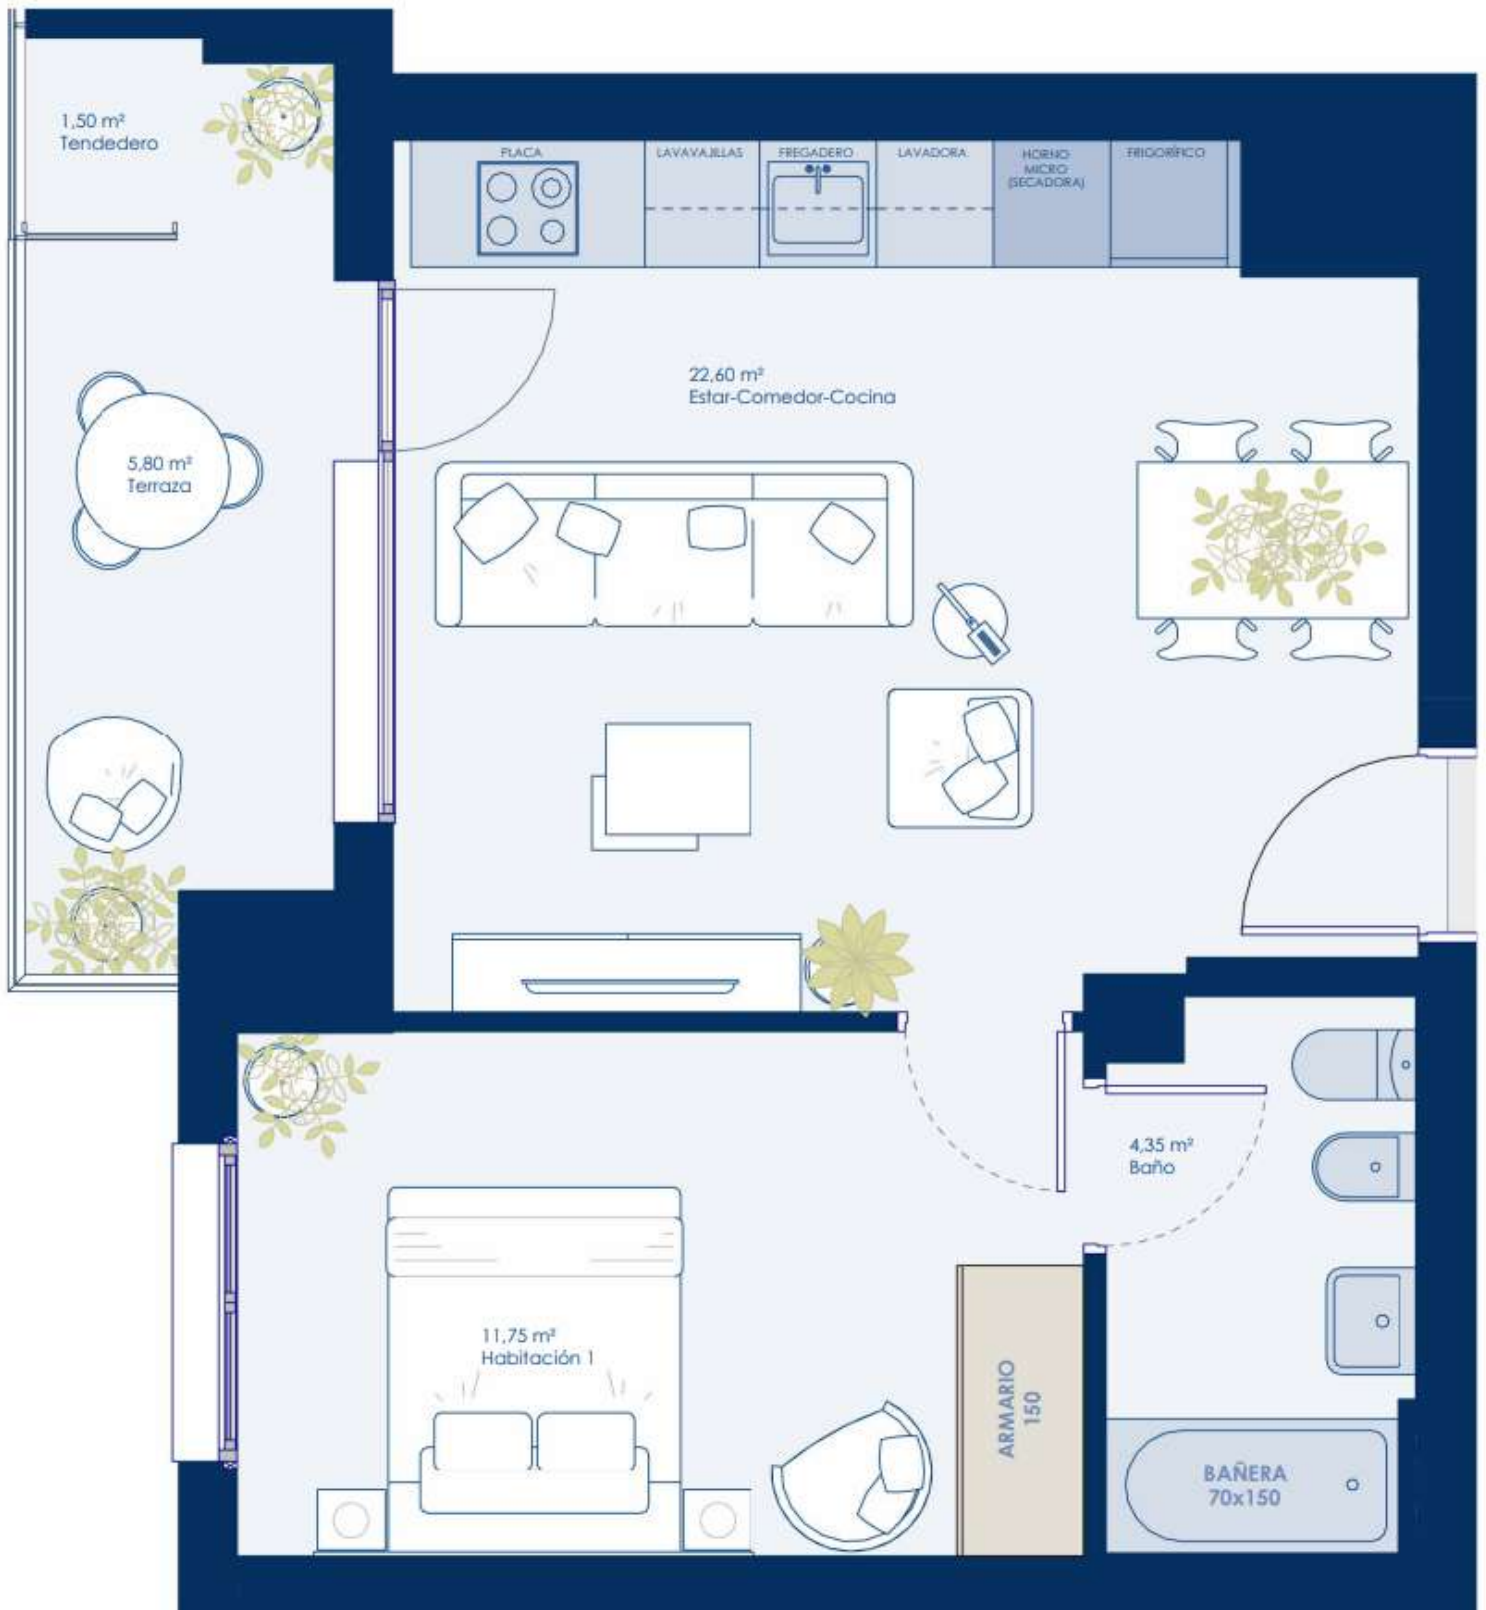 1,50 m²
Tendedero
PLACA
LAVAVAJILLAS
FREGADERO
LAVADORA
HORNO
MICRO
(SECADORA)
FRIGORÍFICO
22,60 m²
Estar-Comedor-Cocina
5,80 m²
Terraza
4,35 m²
Baño
11,75 m²
Habitación 1
ARMARIO
150
BAÑERA
70x150